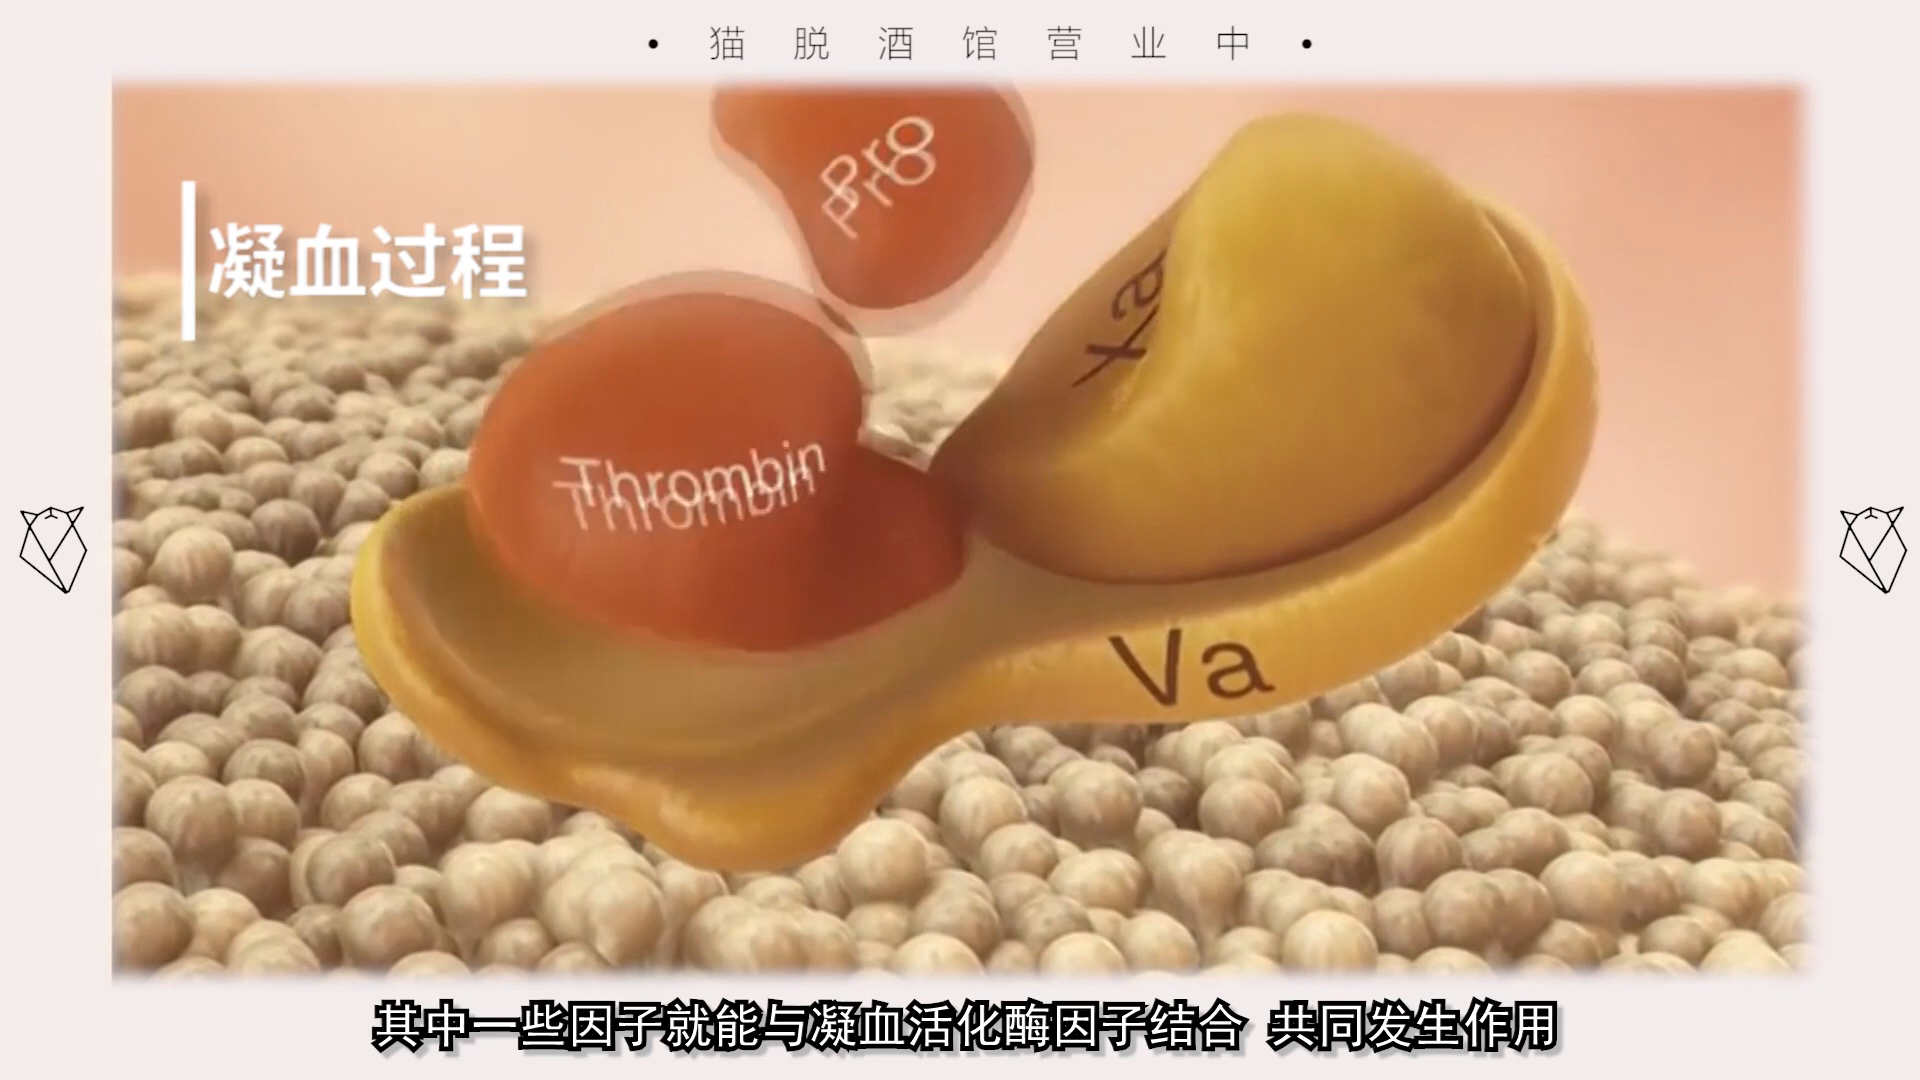 • 猫脱酒馆营业中 •
凝血过程
Pro
Thrombin
Xa
Va
其中一些因子就能与凝血活化酶因子结合 共同发生作用